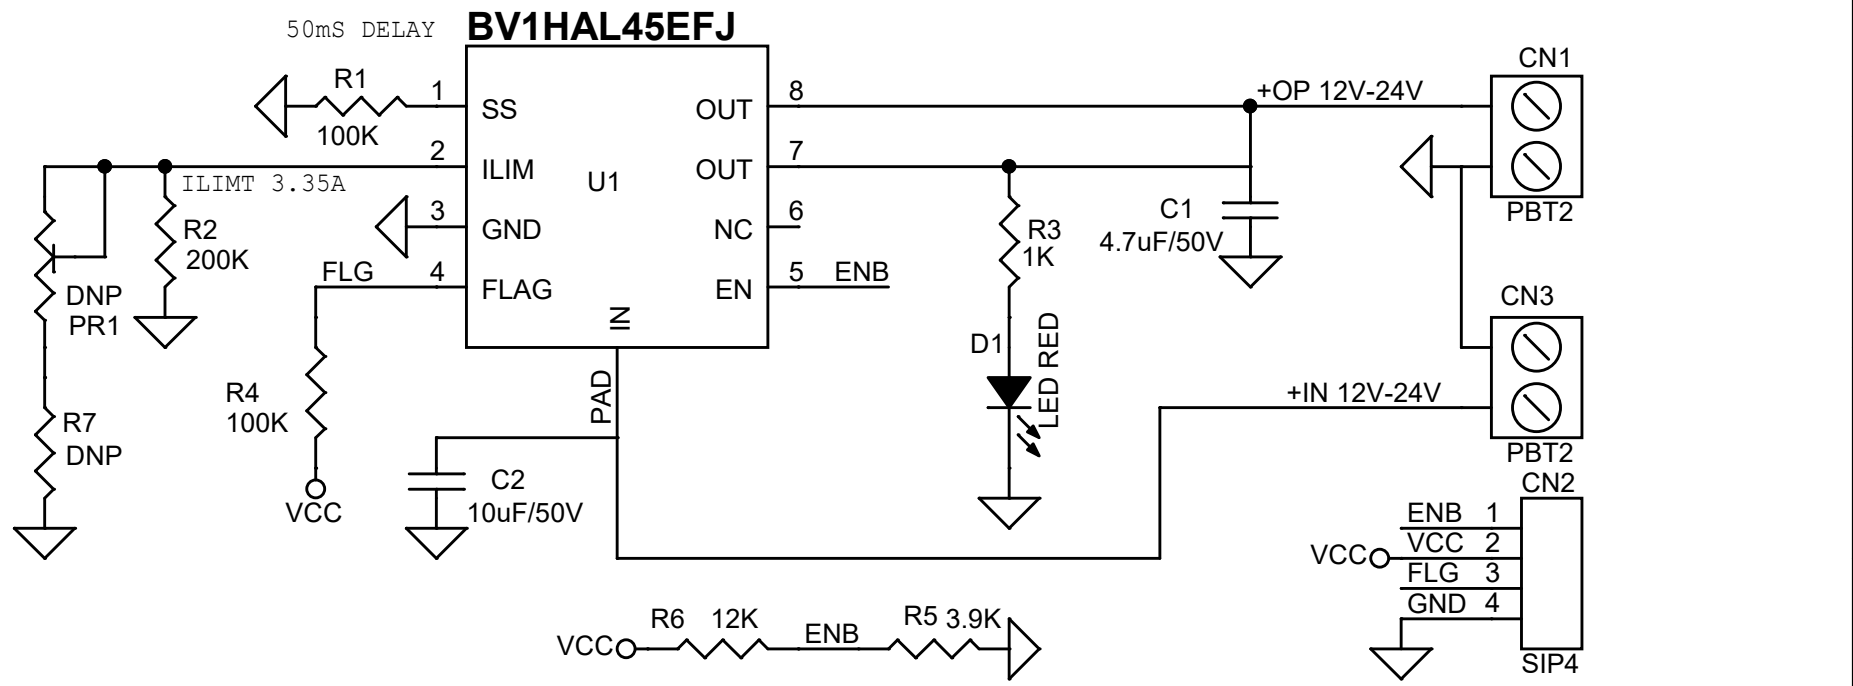 50mS DELAY
BV1HAL45EFJ
R1
100K
1
SS
2
ILIM
ILIMT 3.35A
3
GND
FLG
4
FLAG
U1
IN
PAD
OUT
8
OUT
7
NC
6
EN
5
ENB
R2
200K
DNP
PR1
R7
DNP
R4
100K
VCC
C2
10uF/50V
R3
1K
D1
LED RED
C1
4.7uF/50V
+OP 12V-24V
CN1
PBT2
CN3
+IN 12V-24V
PBT2
CN2
ENB 1
VCC
VCC 2
FLG 3
GND 4
SIP4
VCC
R6 12K
ENB
R5 3.9K